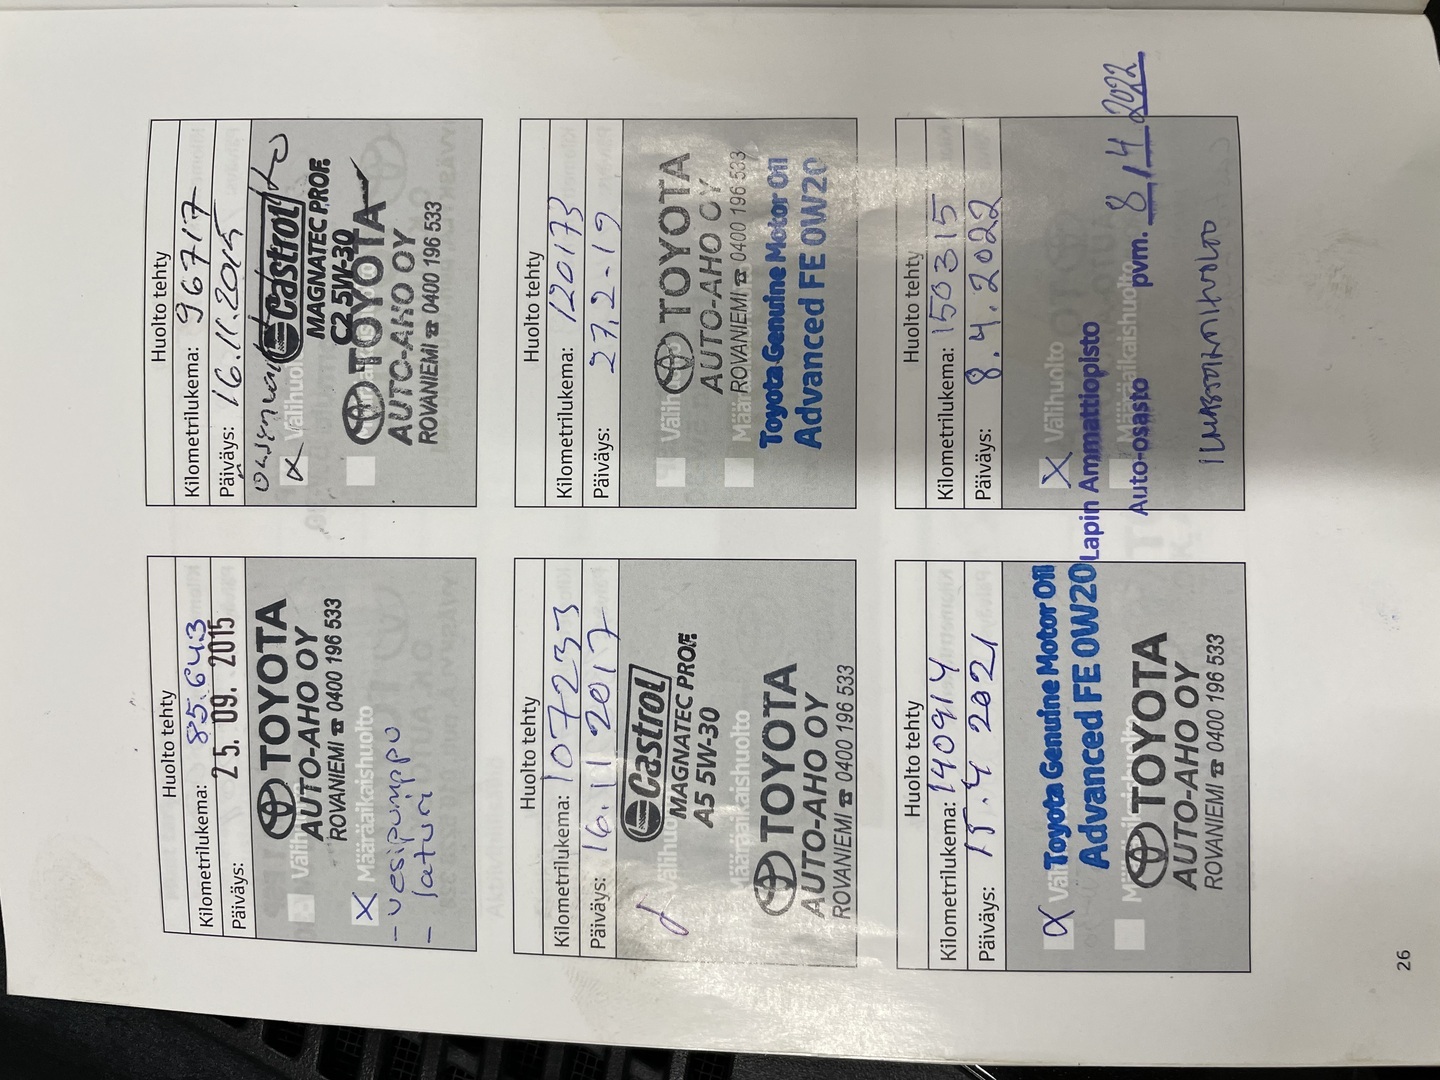 Huolto tehty
Kilometrilukema: 85.643
Päiväys: 25. 09. 2015
TOYOTA
AUTO-AHO OY
ROVANIEMI ☎ 0400 196 533
X Määräaikaishuolto
- vesipumppu
- laturi
Huolto tehty
Kilometrilukema: 96717
Päiväys: 16.11.2015
Castrol
MAGNATEC PROF.
C2 5W-30
Välihuolto
TOYOTA
AUTO-AHO OY
ROVANIEMI ☎ 0400 196 533
Huolto tehty
Kilometrilukema: 107233
Päiväys: 16.11 2017
Castrol
MAGNATEC PROF.
A5 5W-30
Välihuolto
Määräaikaishuolto
TOYOTA
AUTO-AHO OY
ROVANIEMI ☎ 0400 196 533
Huolto tehty
Kilometrilukema: 120173
Päiväys: 27.2-19
TOYOTA
AUTO-AHO OY
ROVANIEMI ☎ 0400 196 533
Toyota Genuine Motor Oil
Advanced FE 0W20
Huolto tehty
Kilometrilukema: 140914
Päiväys: 15.4 2021
Toyota Genuine Motor Oil
Advanced FE 0W20
Määräaikaishuolto
TOYOTA
AUTO-AHO OY
ROVANIEMI ☎ 0400 196 533
Huolto tehty
Kilometrilukema: 150315
Päiväys: 8.4.2022
X Välihuolto
Lapin Ammattiopisto
Määräaikaishuolto
Auto-osasto pvm. 8/4 2022
26